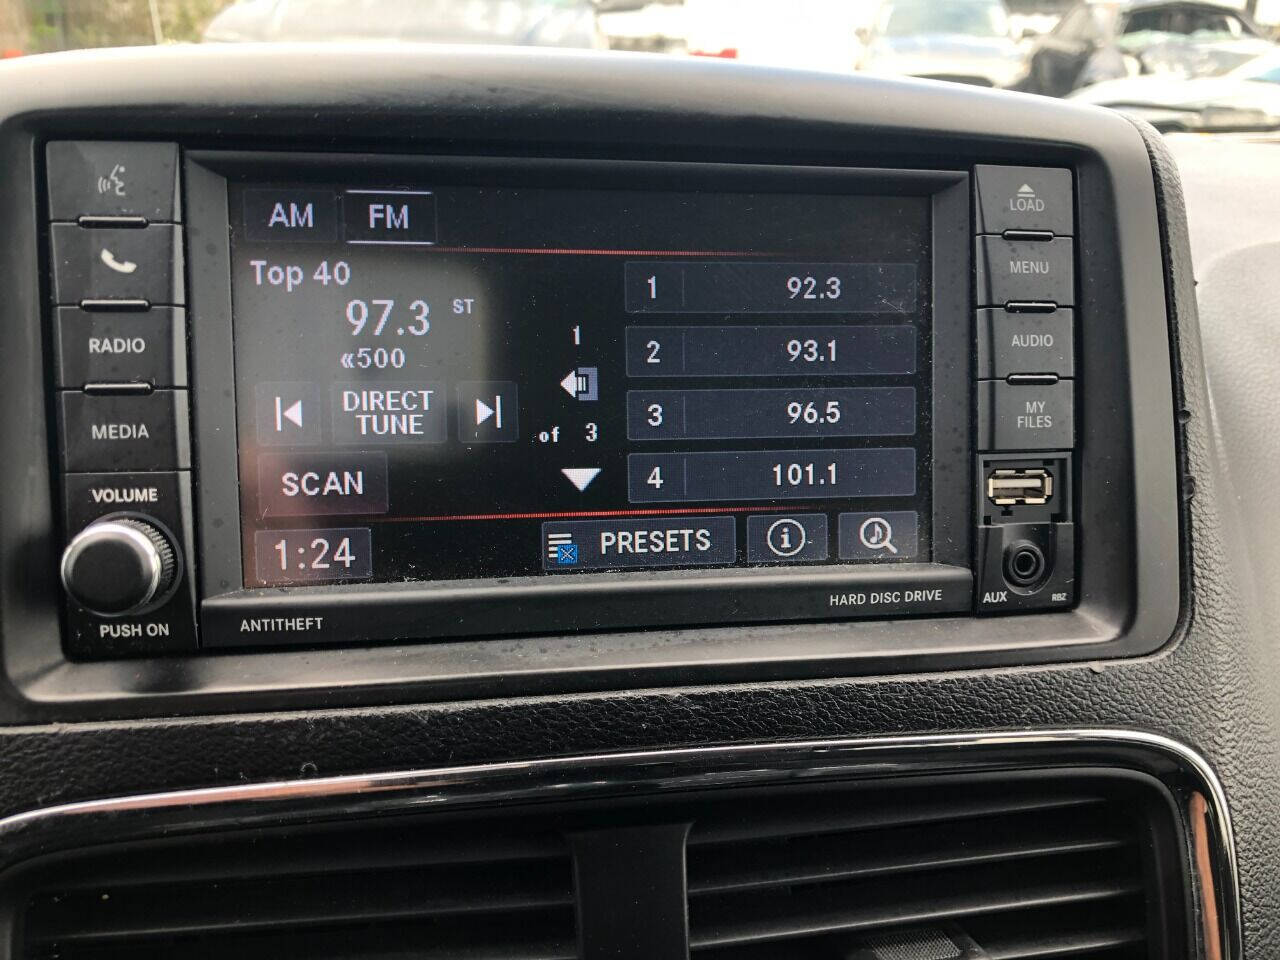 AM FM
Top 40
97.3 ST
«500
DIRECT
TUNE
SCAN
1:24
1
of 3
1 92.3
2 93.1
3 96.5
4 101.1
PRESETS
i
RADIO
MEDIA
VOLUME
PUSH ON
ANTITHEFT
HARD DISC DRIVE
LOAD
MENU
AUDIO
MY
FILES
AUX RBZ